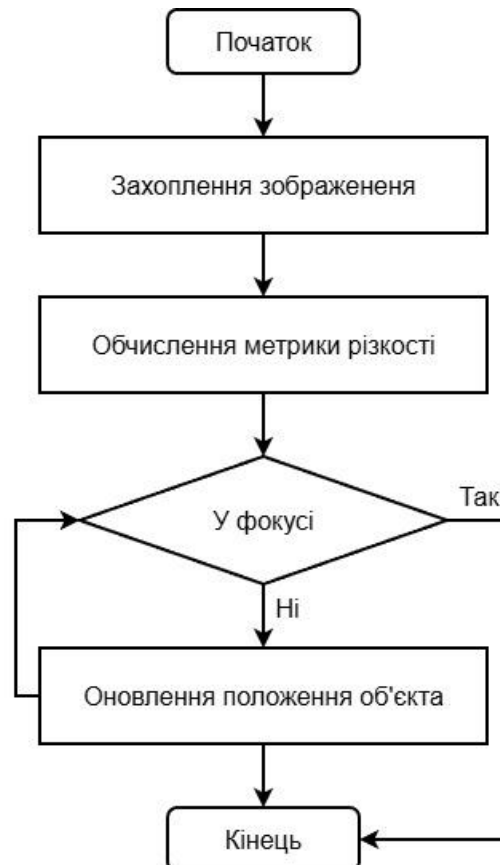 Початок
Захоплення зображененя
Обчислення метрики різкості
У фокусі
Так
Ні
Оновлення положення об'єкта
Кінець